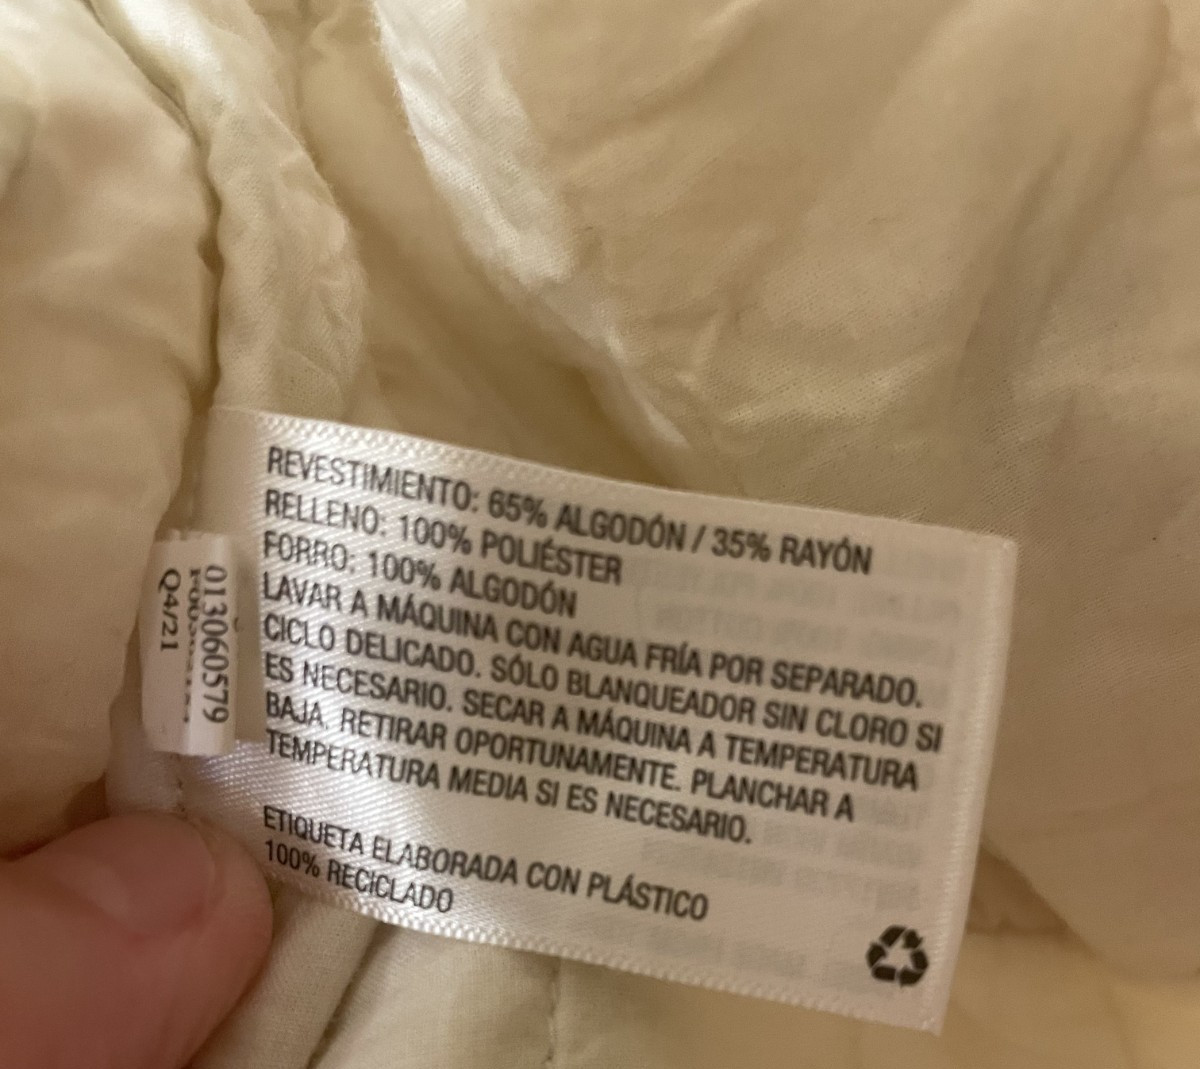 REVESTIMIENTO: 65% ALGODÓN / 35% RAYÓN
RELLENO: 100% POLIÉSTER
FORRO: 100% ALGODÓN
LAVAR A MÁQUINA CON AGUA FRÍA POR SEPARADO.
CICLO DELICADO. SÓLO BLANQUEADOR SIN CLORO SI
ES NECESARIO. SECAR A MÁQUINA A TEMPERATURA
BAJA. RETIRAR OPORTUNAMENTE. PLANCHAR A
TEMPERATURA MEDIA SI ES NECESARIO.
ETIQUETA ELABORADA CON PLÁSTICO
100% RECICLADO
013060579
Q4/21